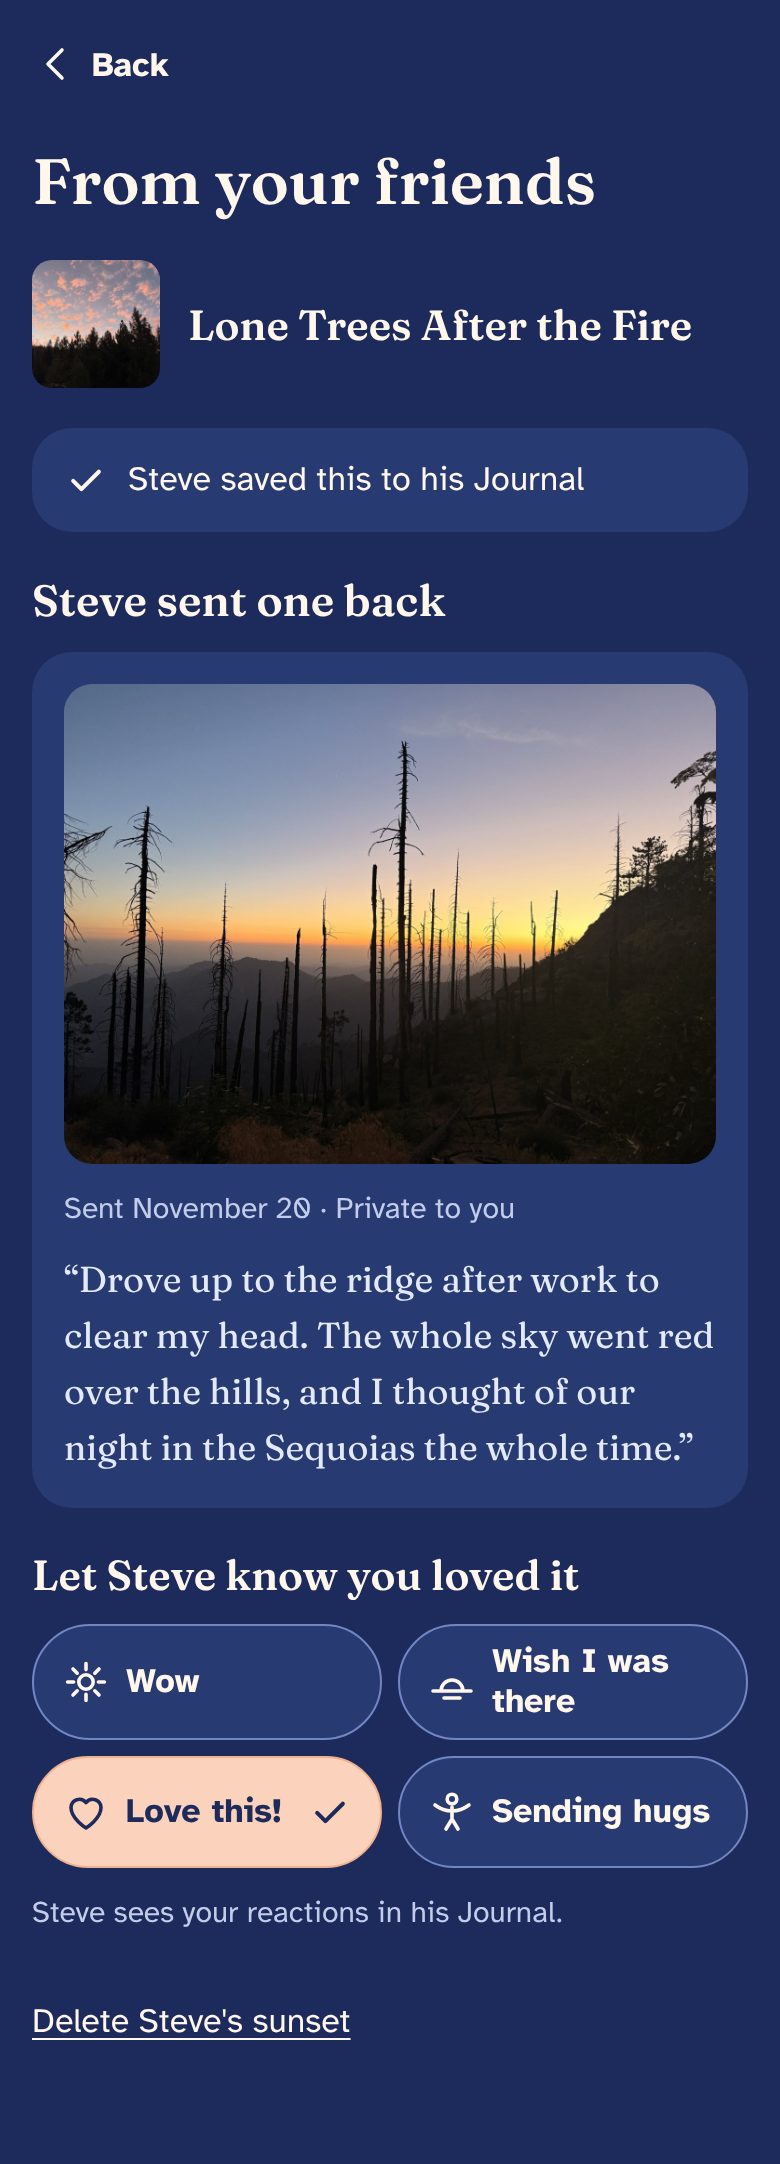 Back
From your friends
Lone Trees After the Fire
Steve saved this to his Journal
Steve sent one back
Sent November 20 · Private to you
“Drove up to the ridge after work to
clear my head. The whole sky went red
over the hills, and I thought of our
night in the Sequoias the whole time.”
Let Steve know you loved it
Wow
Wish I was
there
Love this!
Sending hugs
Steve sees your reactions in his Journal.
Delete Steve's sunset